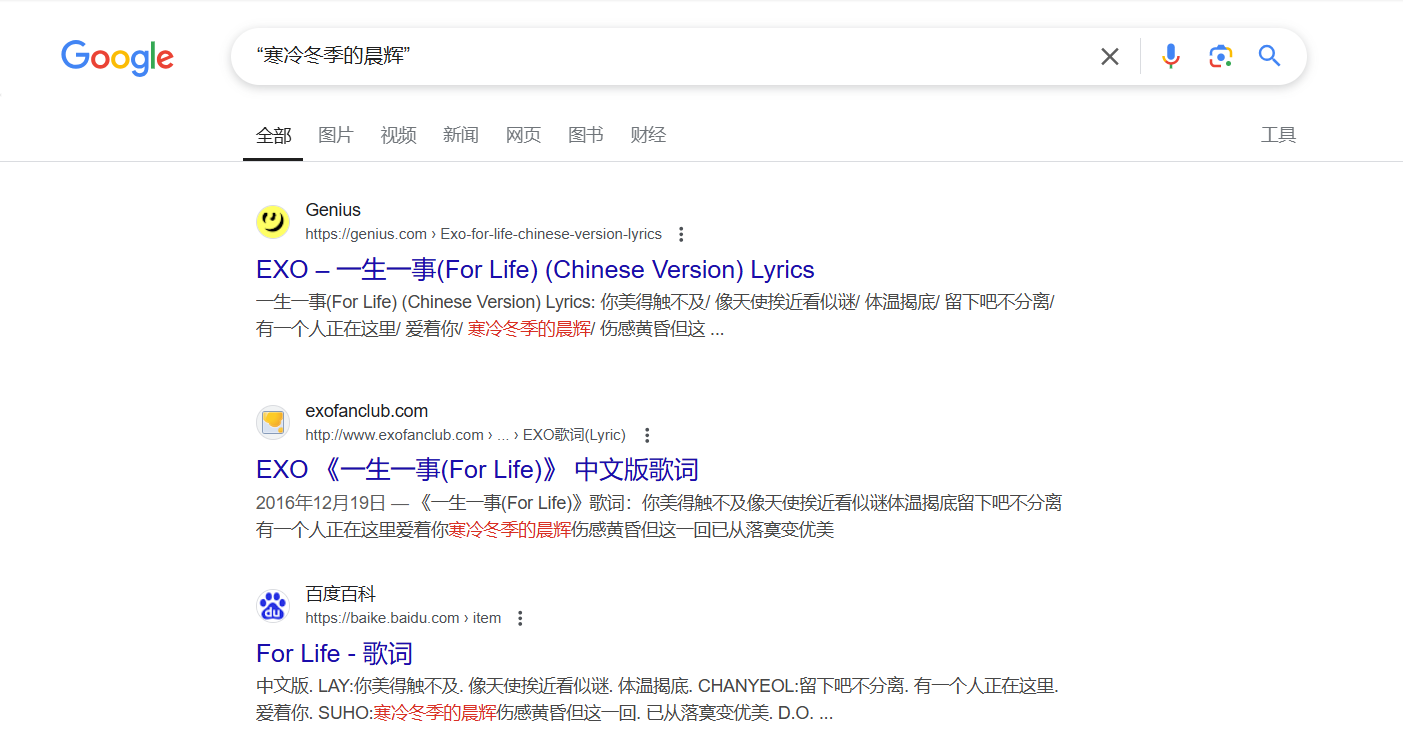 Google
“寒冷冬季的晨辉”
全部 图片 视频 新闻 网页 图书 财经 工具
Genius
https://genius.com › Exo-for-life-chinese-version-lyrics
EXO – 一生一事(For Life) (Chinese Version) Lyrics
一生一事(For Life) (Chinese Version) Lyrics: 你美得触不及/ 像天使挨近看似谜/ 体温揭底/ 留下吧不分离/
有一个人正在这里/ 爱着你/ 寒冷冬季的晨辉/ 伤感黄昏但这 ...
exofanclub.com
http://www.exofanclub.com › ... › EXO歌词(Lyric)
EXO 《一生一事(For Life)》 中文版歌词
2016年12月19日 — 《一生一事(For Life)》歌词：你美得触不及像天使挨近看似谜体温揭底留下吧不分离
有一个人正在这里爱着你寒冷冬季的晨辉伤感黄昏但这一回已从落寞变优美
百度百科
https://baike.baidu.com › item
For Life - 歌词
中文版. LAY:你美得触不及. 像天使挨近看似谜. 体温揭底. CHANYEOL:留下吧不分离. 有一个人正在这里.
爱着你. SUHO:寒冷冬季的晨辉伤感黄昏但这一回. 已从落寞变优美. D.O. ...
du